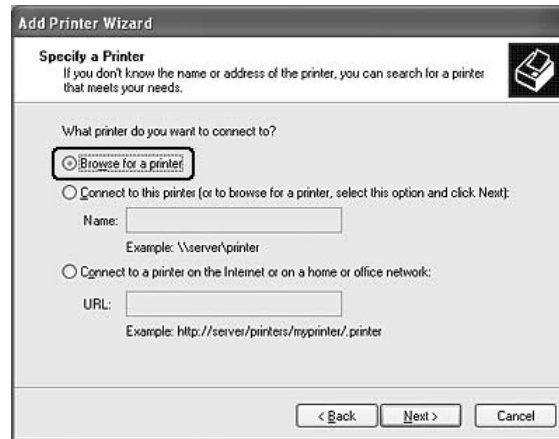 Add Printer Wizard
Specify a Printer
If you don't know the name or address of the printer, you can search for a printer
that meets your needs.
What printer do you want to connect to?
Browse for a printer
Connect to this printer (or to browse for a printer, select this option and click Next):
Name:
Example: \\server\printer
Connect to a printer on the Internet or on a home or office network:
URL:
Example: http://server/printers/myprinter/.printer
< Back Next > Cancel